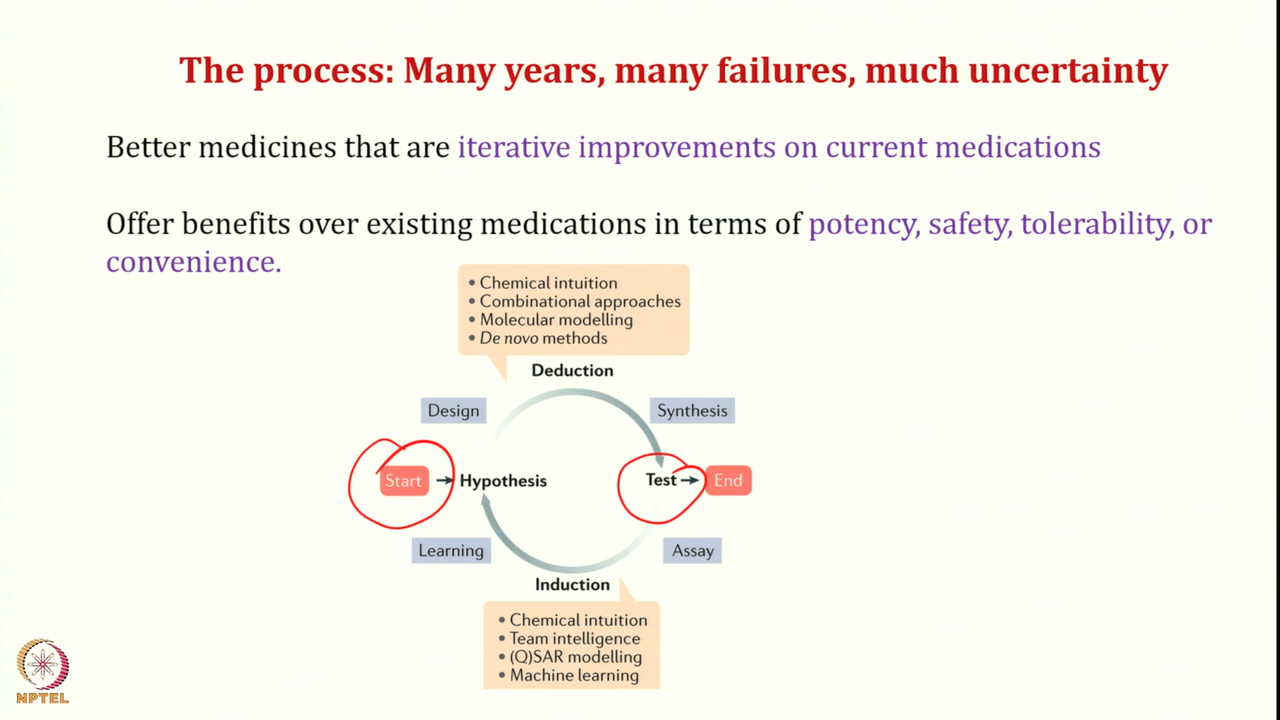 The process: Many years, many failures, much uncertainty
Better medicines that are iterative improvements on current medications
Offer benefits over existing medications in terms of potency, safety, tolerability, or
convenience.
• Chemical intuition
• Combinational approaches
• Molecular modelling
• De novo methods
Deduction
Design
Synthesis
Start
Hypothesis
Test
End
Learning
Assay
Induction
• Chemical intuition
• Team intelligence
• (Q)SAR modelling
• Machine learning
NPTEL